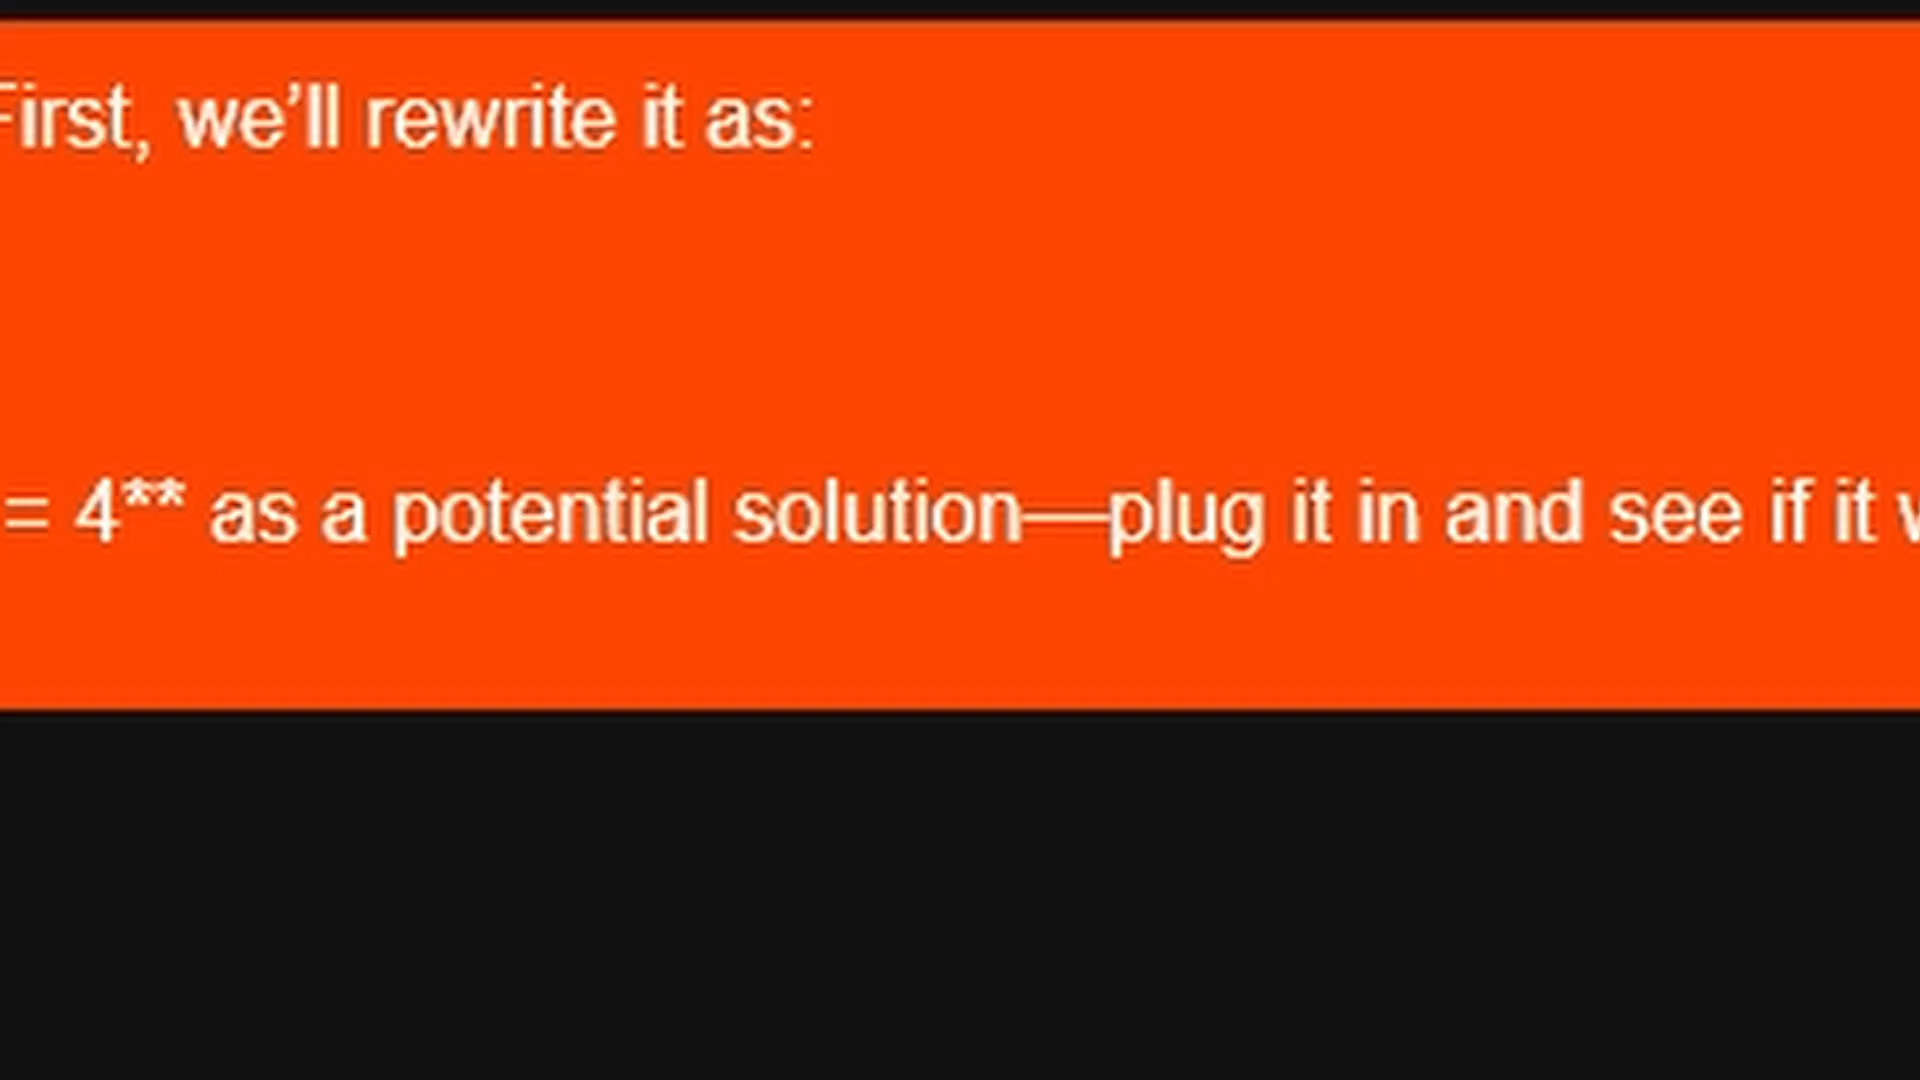 First, we’ll rewrite it as:
= 4** as a potential solution—plug it in and see if it